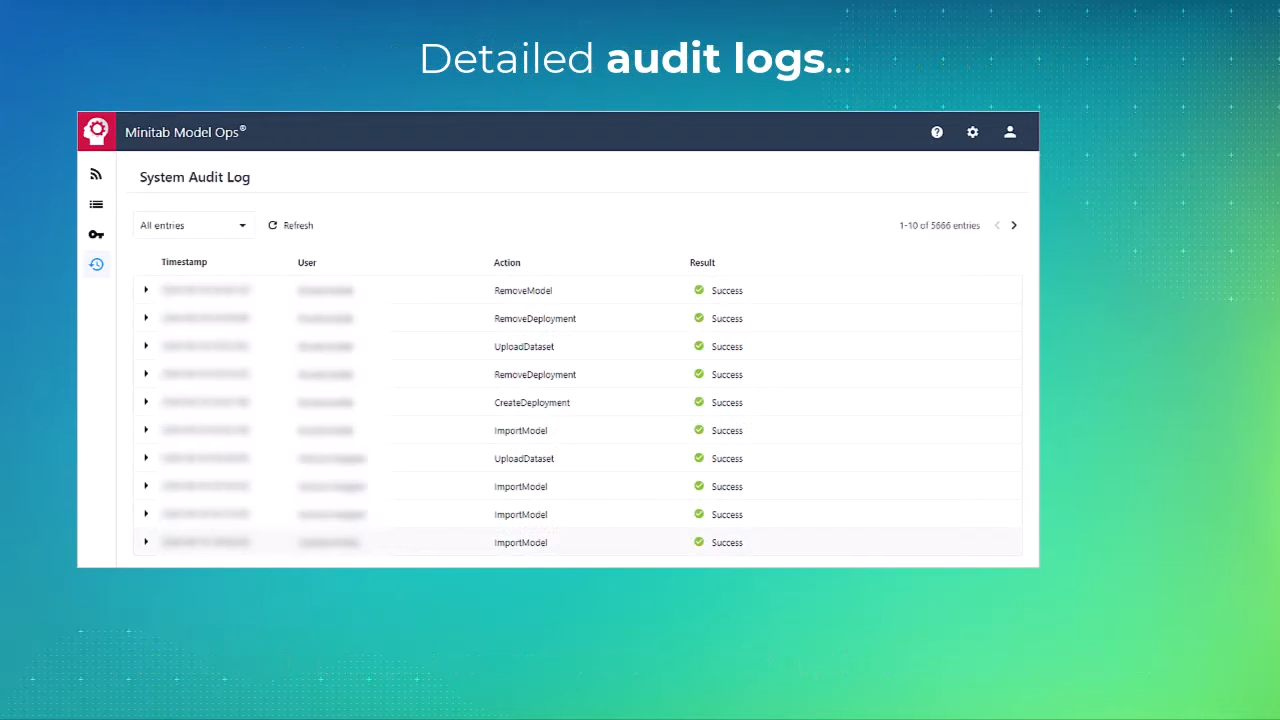 Detailed audit logs...
Minitab Model Ops®
System Audit Log
All entries Refresh 1-10 of 5666 entries
Timestamp User Action Result
RemoveModel Success
RemoveDeployment Success
UploadDataset Success
RemoveDeployment Success
CreateDeployment Success
ImportModel Success
UploadDataset Success
ImportModel Success
ImportModel Success
ImportModel Success